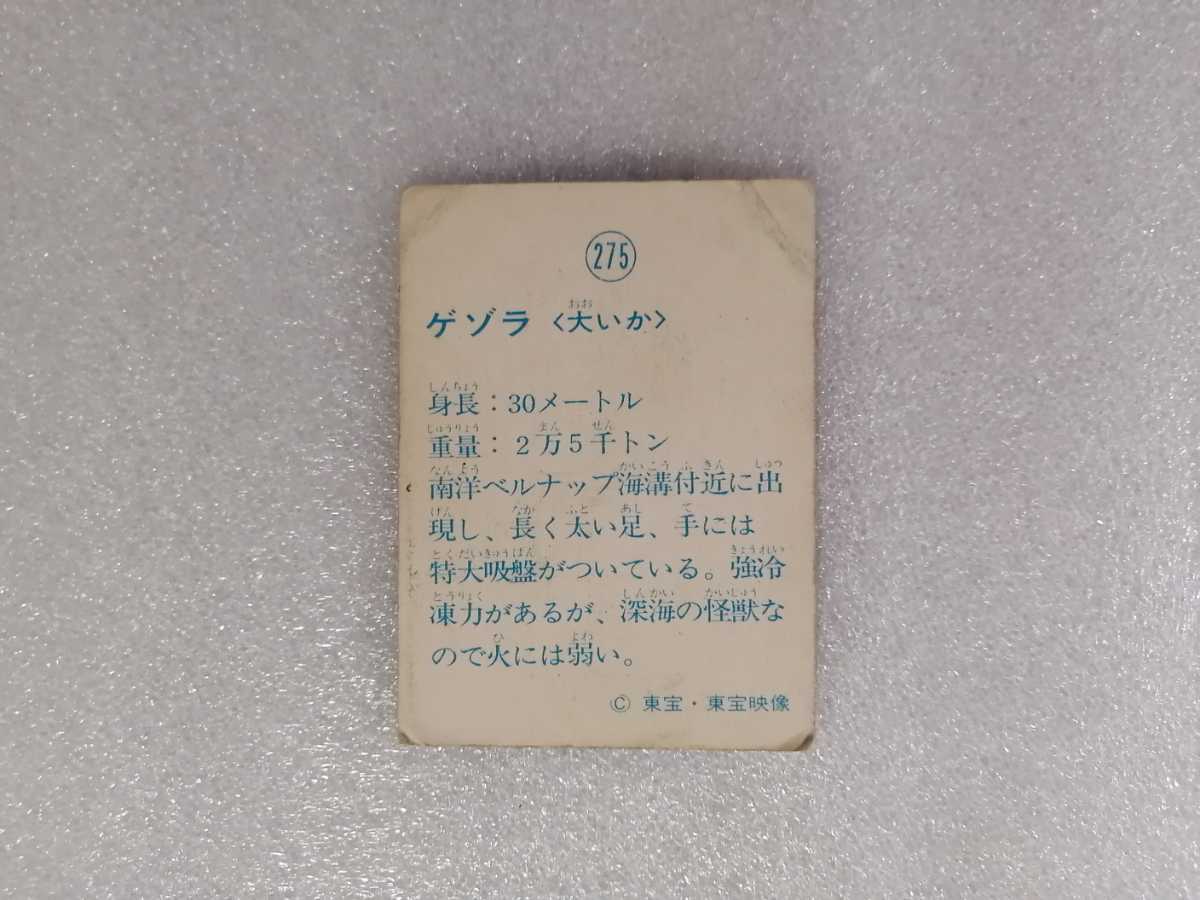 275
ゲゾラ〈大いか〉
身長：30メートル
重量：2万5千トン
南洋ベルナップ海溝付近に出
現し、長く太い足、手には
特大吸盤がついている。強冷
凍力があるが、深海の怪獣な
ので火には弱い。
© 東宝・東宝映像